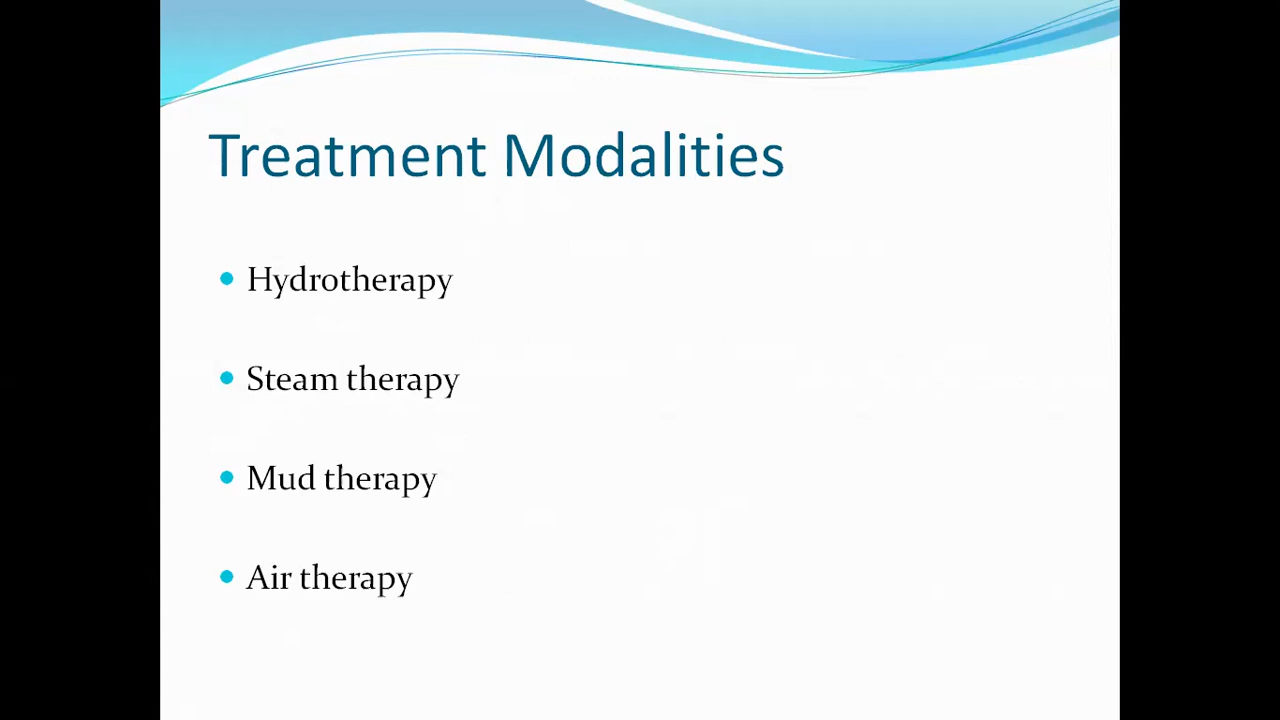 Treatment Modalities
Hydrotherapy
Steam therapy
Mud therapy
Air therapy